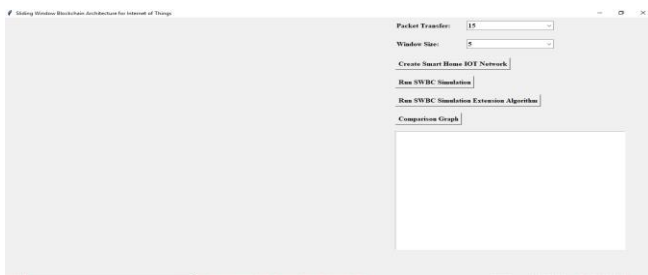 Sliding Window Blockchain Architecture for Internet of Things
Packet Transfer: 15
Window Size: 5
Create Smart Home IOT Network
Run SWBC Simulation
Run SWBC Simulation Extension Algorithm
Comparison Graph